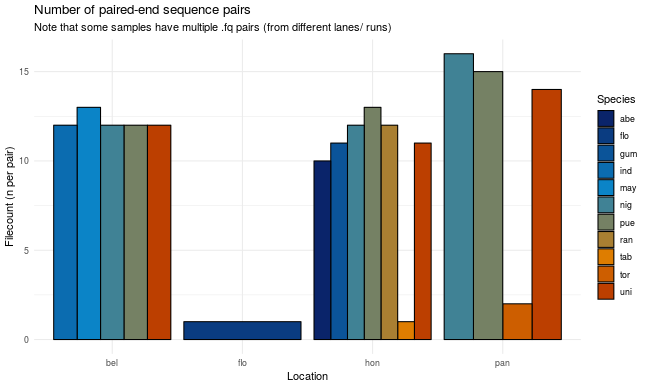 Number of paired-end sequence pairs
Note that some samples have multiple .fq pairs (from different lanes/ runs)
Filecount (n per pair)
15
10
5
0
bel
flo
hon
pan
Location
Species
abe
flo
gum
ind
may
nig
pue
ran
tab
tor
uni